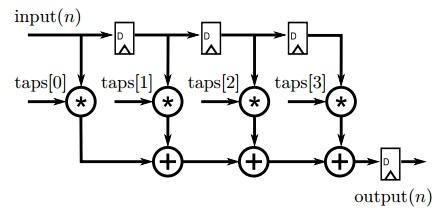 input(n)
D D D
taps[0] taps[1] taps[2] taps[3]
* * * *
+ + +
D
output(n)